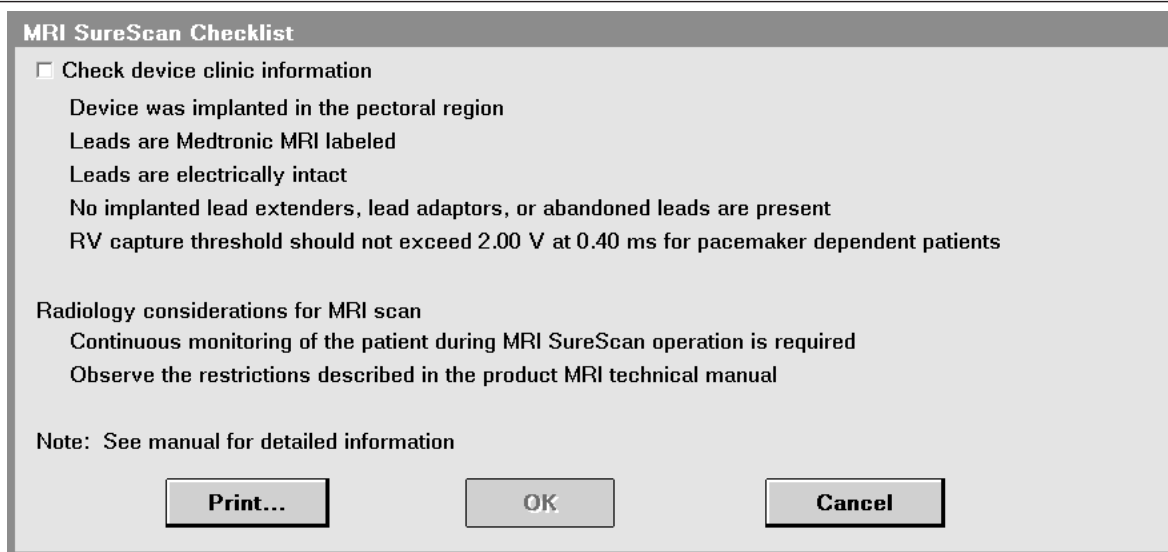 MRI SureScan Checklist
Check device clinic information
Device was implanted in the pectoral region
Leads are Medtronic MRI labeled
Leads are electrically intact
No implanted lead extenders, lead adaptors, or abandoned leads are present
RV capture threshold should not exceed 2.00 V at 0.40 ms for pacemaker dependent patients
Radiology considerations for MRI scan
Continuous monitoring of the patient during MRI SureScan operation is required
Observe the restrictions described in the product MRI technical manual
Note: See manual for detailed information
Print... OK Cancel